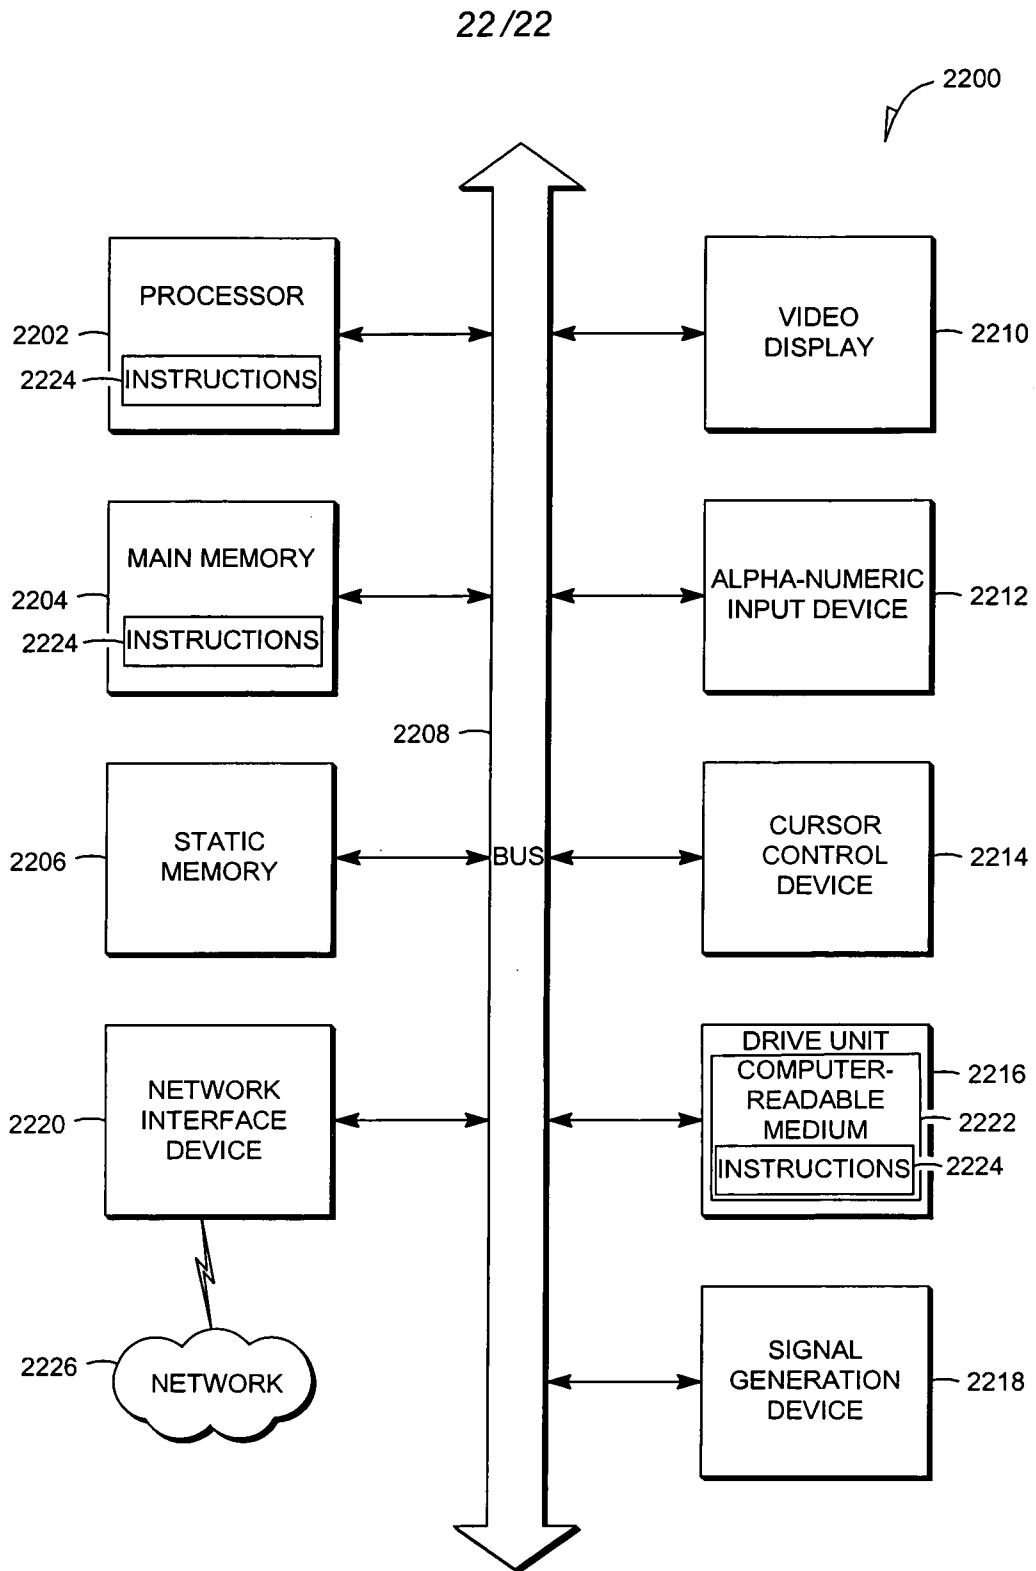 22/22
2200
PROCESSOR
2202
2224
INSTRUCTIONS
VIDEO
DISPLAY
2210
MAIN MEMORY
2204
2224
INSTRUCTIONS
ALPHA-NUMERIC
INPUT DEVICE
2212
2208
STATIC
MEMORY
2206
BUS
CURSOR
CONTROL
DEVICE
2214
NETWORK
INTERFACE
DEVICE
2220
DRIVE UNIT
COMPUTER-
READABLE
MEDIUM
INSTRUCTIONS
2216
2222
2224
2226
NETWORK
SIGNAL
GENERATION
DEVICE
2218